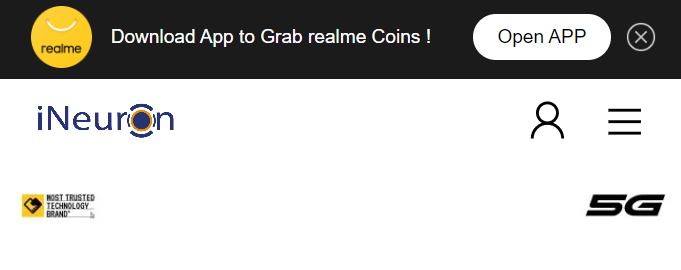 realme
Download App to Grab realme Coins !
Open APP
iNeuron
MOST TRUSTED
TECHNOLOGY
BRAND*
5G